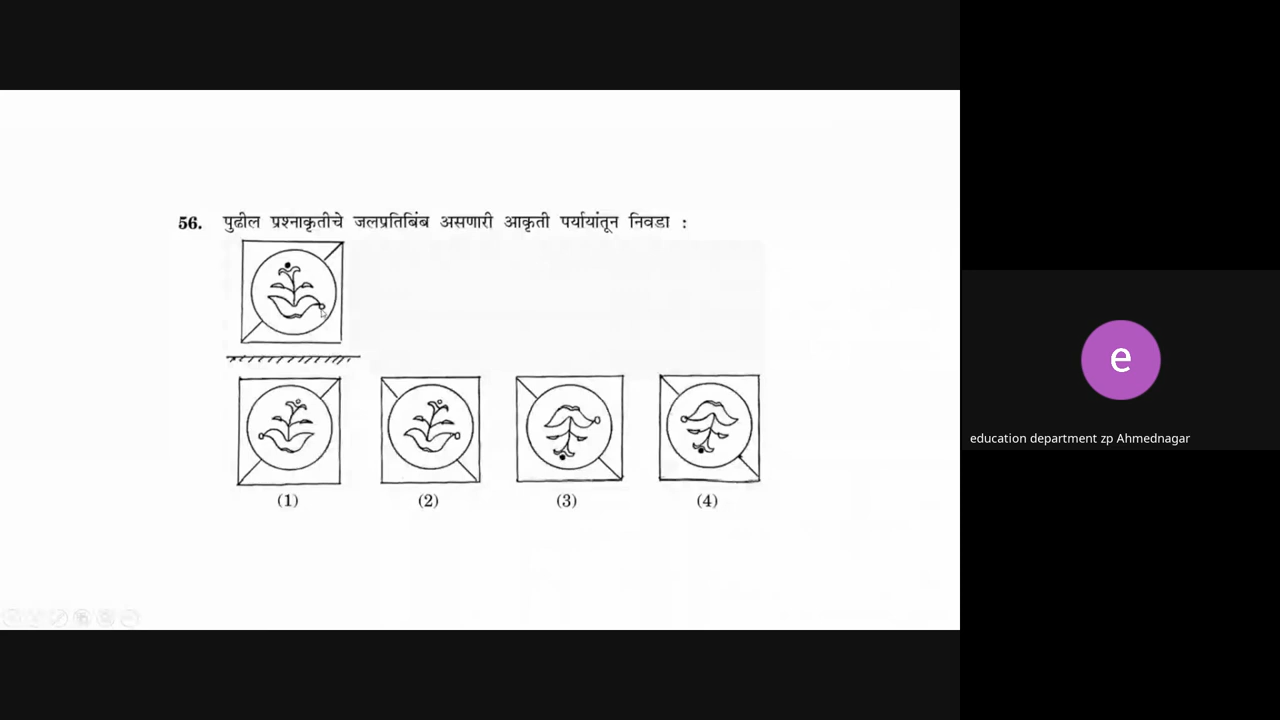 56. पुढील प्रश्नाकृतीचे जलप्रतिबिंब असणारी आकृती पर्यायांतून निवडा :
(1) (2) (3) (4)
e
education department zp Ahmednagar